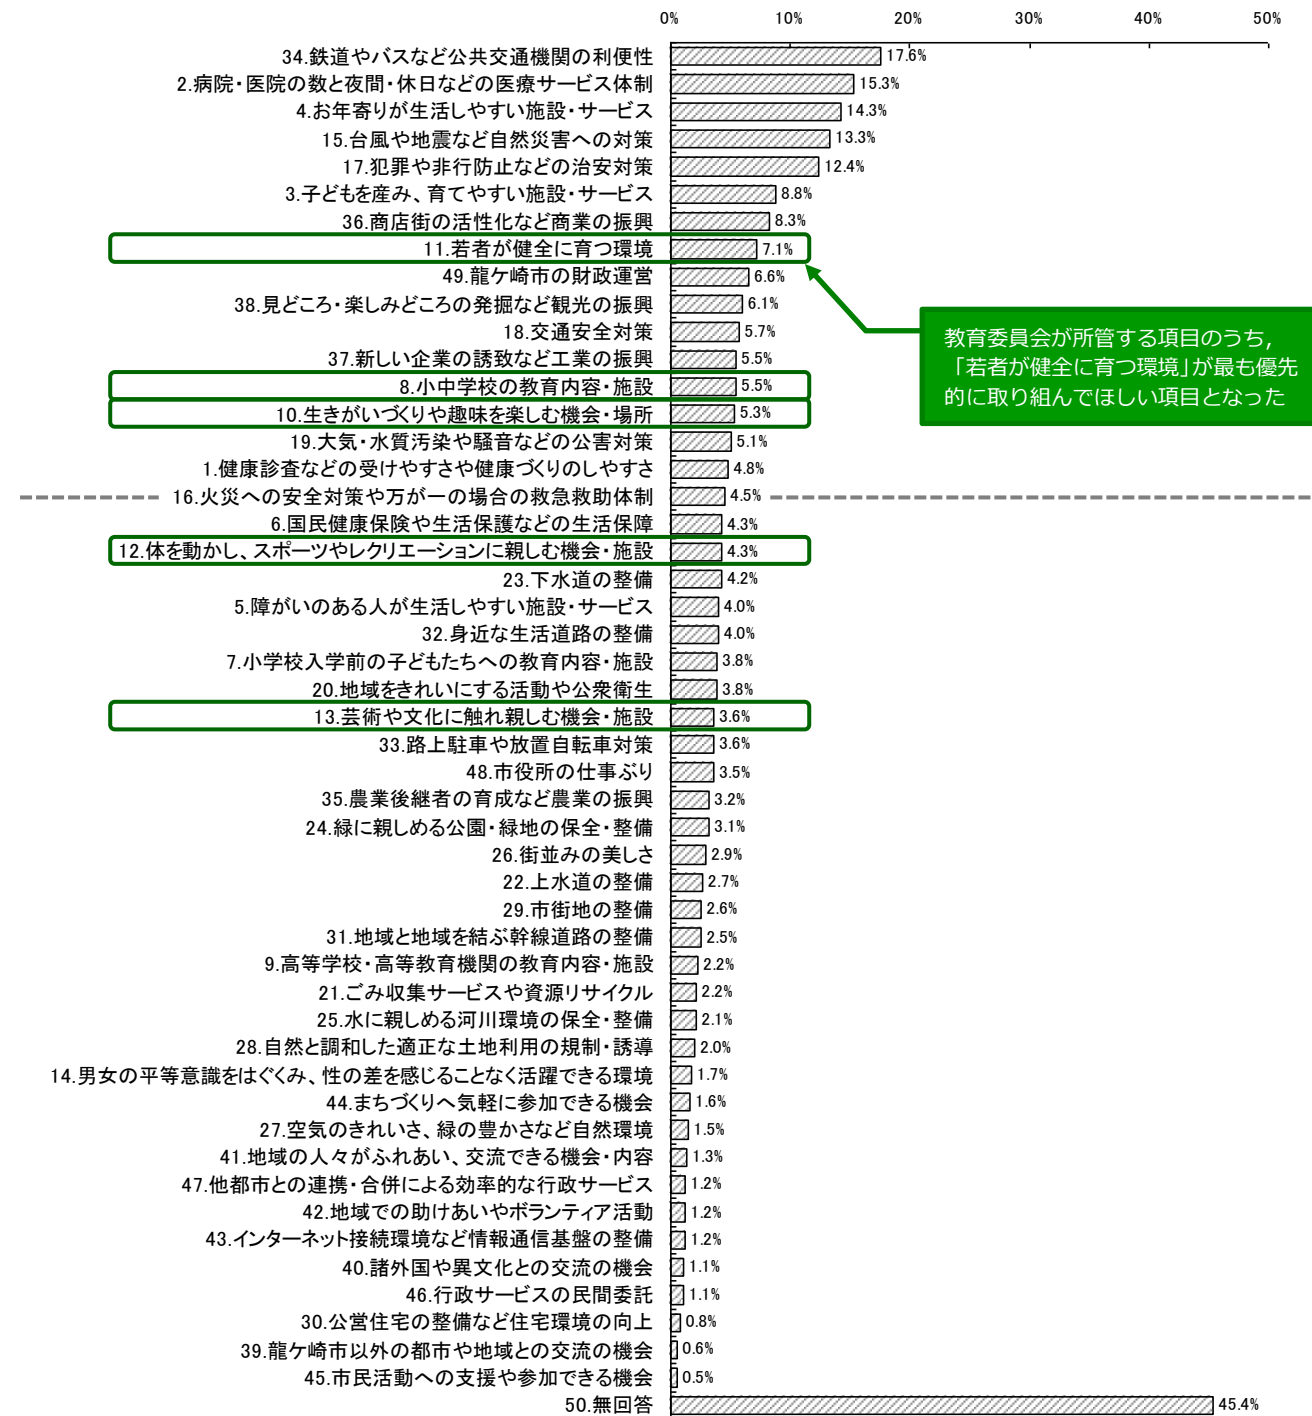 0% 10% 20% 30% 40% 50%
34.鉄道やバスなど公共交通機関の利便性 17.6%
2.病院・医院の数と夜間・休日などの医療サービス体制 15.3%
4.お年寄りが生活しやすい施設・サービス 14.3%
15.台風や地震など自然災害への対策 13.3%
17.犯罪や非行防止などの治安対策 12.4%
3.子どもを産み、育てやすい施設・サービス 8.8%
36.商店街の活性化など商業の振興 8.3%
11.若者が健全に育つ環境 7.1%
49.龍ケ崎市の財政運営 6.6%
38.見どころ・楽しみどころの発掘など観光の振興 6.1%
18.交通安全対策 5.7%
37.新しい企業の誘致など工業の振興 5.5%
8.小中学校の教育内容・施設 5.5%
10.生きがいづくりや趣味を楽しむ機会・場所 5.3%
19.大気・水質汚染や騒音などの公害対策 5.1%
1.健康診査などの受けやすさや健康づくりのしやすさ 4.8%
16.火災への安全対策や万が一の場合の救急救助体制 4.5%
6.国民健康保険や生活保護などの生活保障 4.3%
12.体を動かし、スポーツやレクリエーションに親しむ機会・施設 4.3%
23.下水道の整備 4.2%
5.障がいのある人が生活しやすい施設・サービス 4.0%
32.身近な生活道路の整備 4.0%
7.小学校入学前の子どもたちへの教育内容・施設 3.8%
20.地域をきれいにする活動や公衆衛生 3.8%
13.芸術や文化に触れ親しむ機会・施設 3.6%
33.路上駐車や放置自転車対策 3.6%
48.市役所の仕事ぶり 3.5%
35.農業後継者の育成など農業の振興 3.2%
24.緑に親しめる公園・緑地の保全・整備 3.1%
26.街並みの美しさ 2.9%
22.上水道の整備 2.7%
29.市街地の整備 2.6%
31.地域と地域を結ぶ幹線道路の整備 2.5%
9.高等学校・高等教育機関の教育内容・施設 2.2%
21.ごみ収集サービスや資源リサイクル 2.2%
25.水に親しめる河川環境の保全・整備 2.1%
28.自然と調和した適正な土地利用の規制・誘導 2.0%
14.男女の平等意識をはぐくみ、性の差を感じることなく活躍できる環境 1.7%
44.まちづくりへ気軽に参加できる機会 1.6%
27.空気のきれいさ、緑の豊かさなど自然環境 1.5%
41.地域の人々がふれあい、交流できる機会・内容 1.3%
47.他都市との連携・合併による効率的な行政サービス 1.2%
42.地域での助けあいやボランティア活動 1.2%
43.インターネット接続環境など情報通信基盤の整備 1.2%
40.諸外国や異文化との交流の機会 1.1%
46.行政サービスの民間委託 1.1%
30.公営住宅の整備など住宅環境の向上 0.8%
39.龍ケ崎市以外の都市や地域との交流の機会 0.6%
45.市民活動への支援や参加できる機会 0.5%
50.無回答 45.4%
教育委員会が所管する項目のうち,
「若者が健全に育つ環境」が最も優先
的に取り組んでほしい項目となった